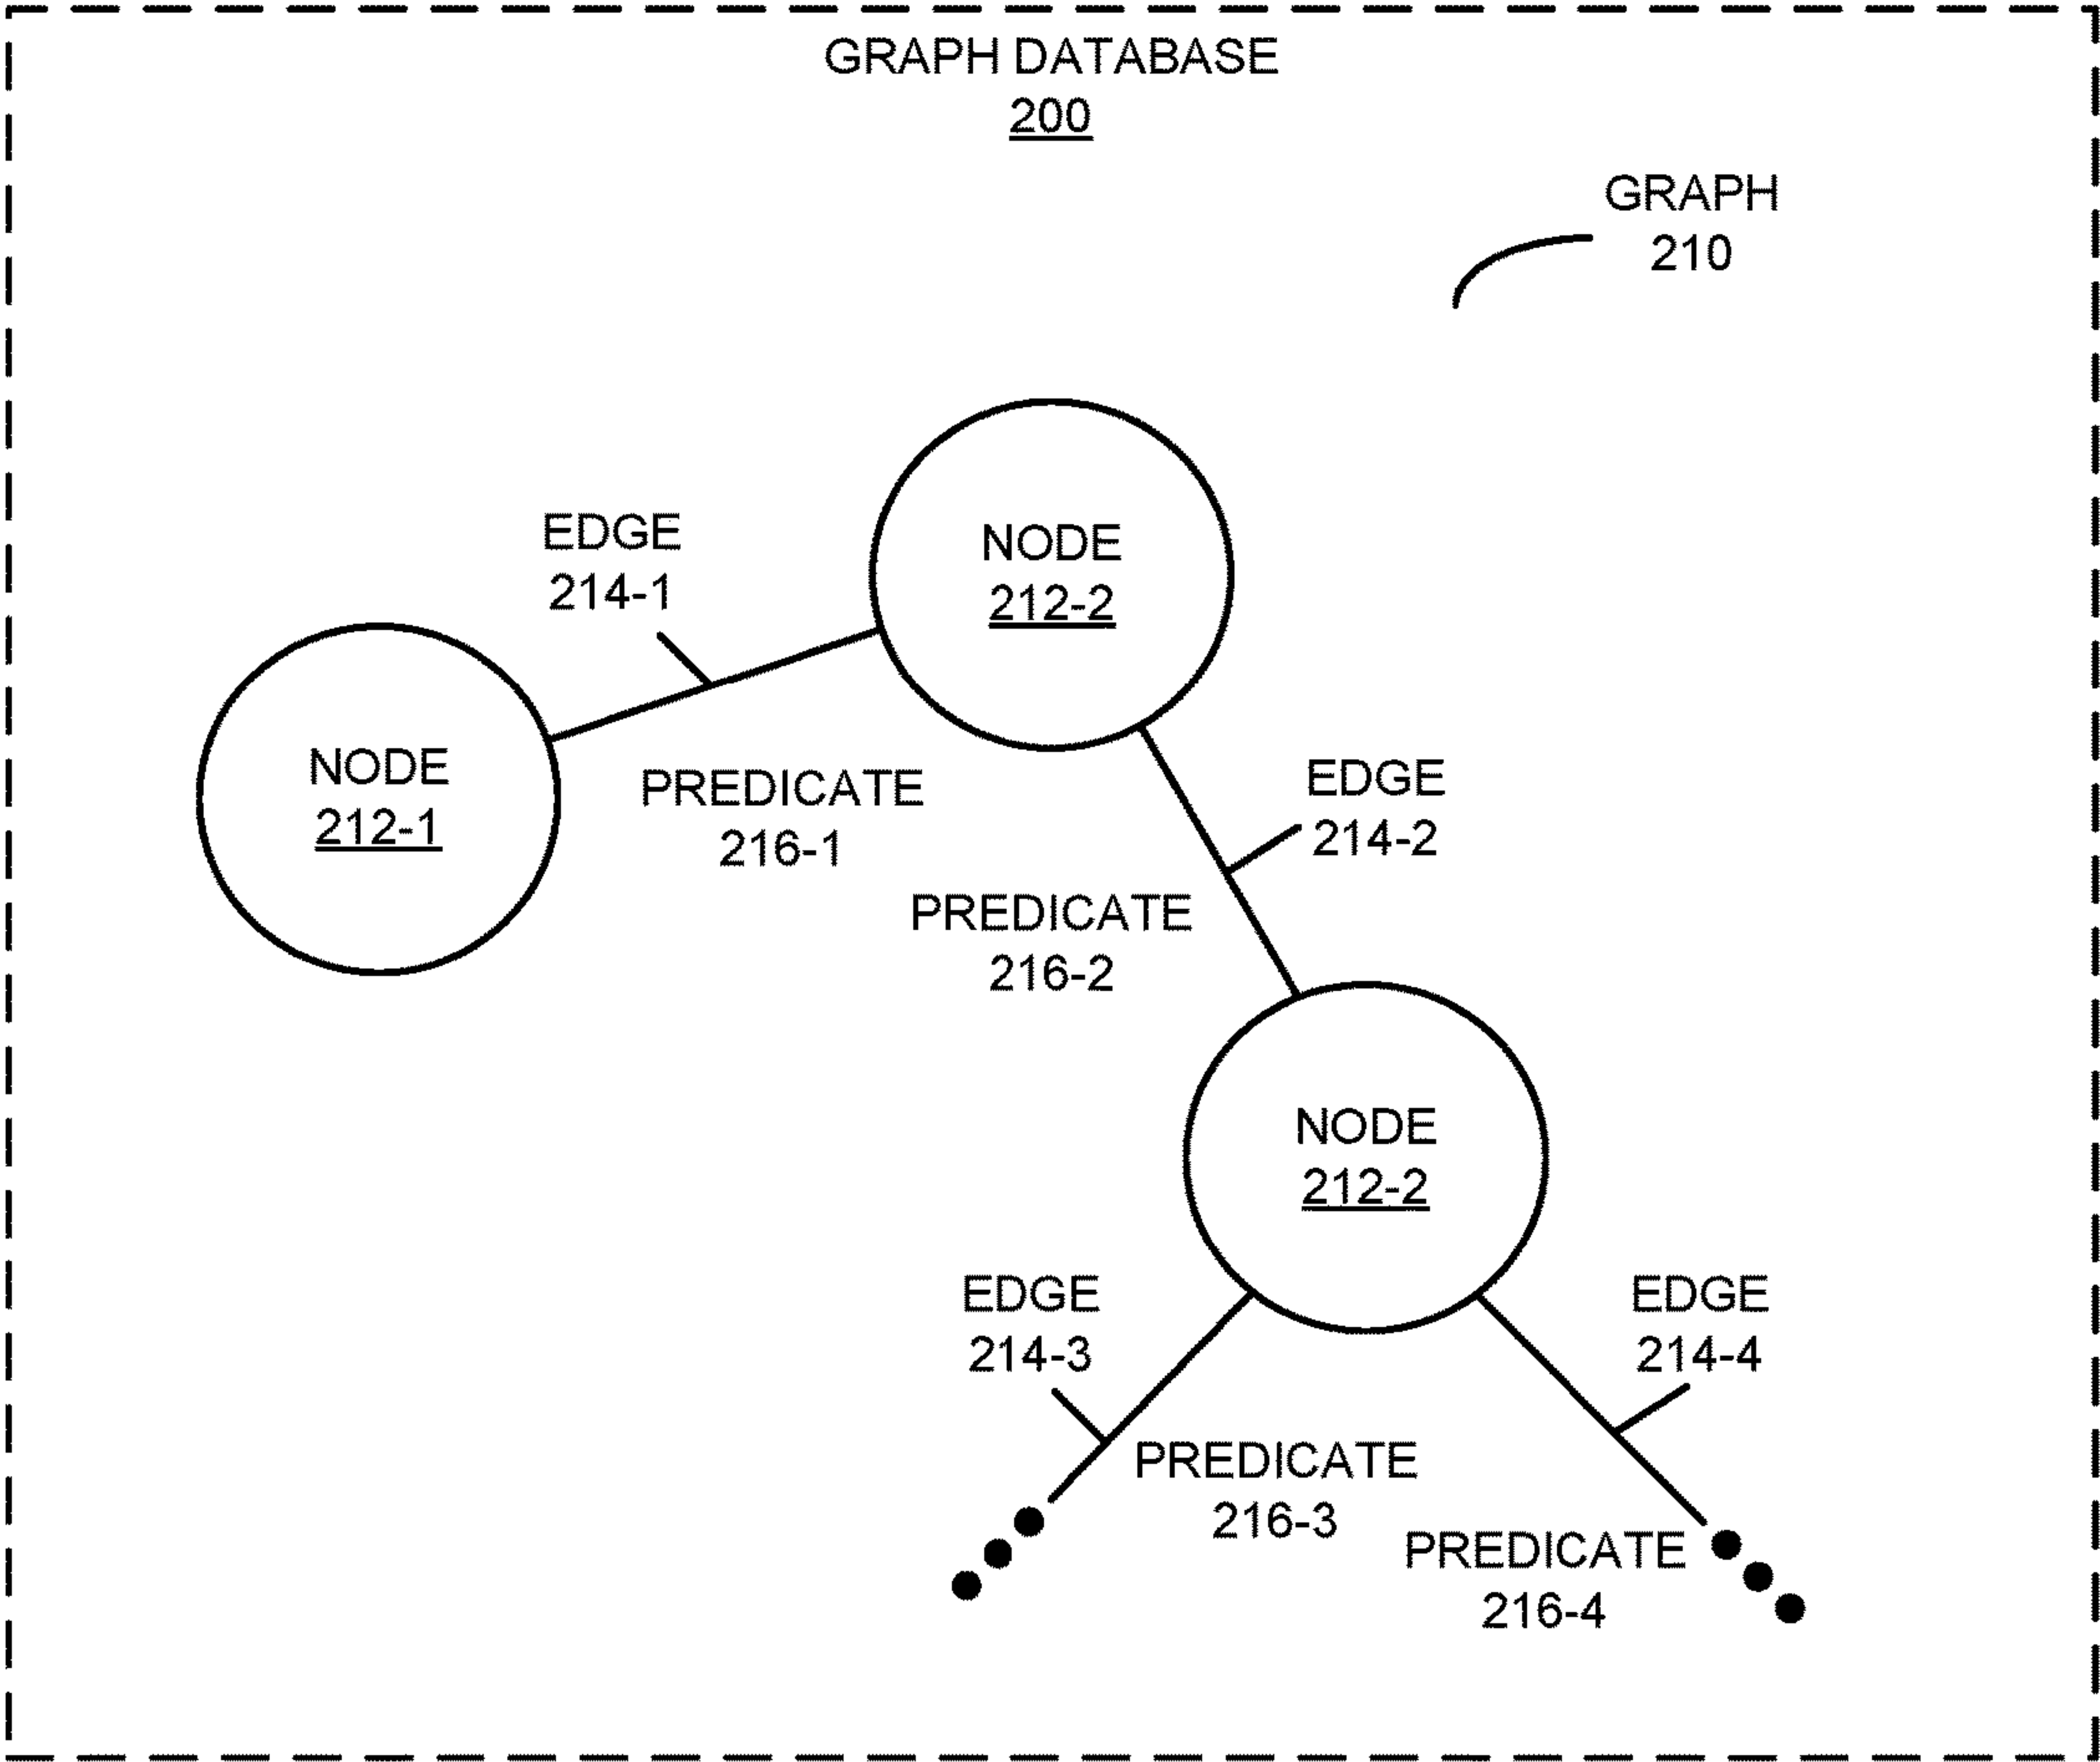 GRAPH DATABASE
200
GRAPH
210
EDGE
214-1
NODE
212-2
NODE
212-1
PREDICATE
216-1
EDGE
214-2
PREDICATE
216-2
NODE
212-2
EDGE
214-3
EDGE
214-4
PREDICATE
216-3
PREDICATE
216-4